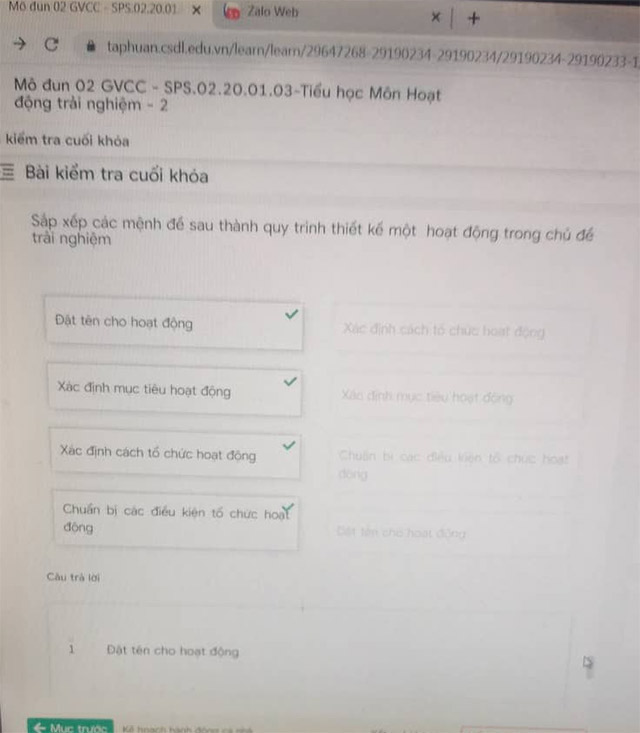 Mô đun 02 GVCC - SPS.02.20.01
Zalo Web
taphuan.csdl.edu.vn/learn/learn/29647268-29190234-29190234/29190234-29190233-1
Mô đun 02 GVCC - SPS.02.20.01.03-Tiểu học Môn Hoạt
động trải nghiệm - 2
kiểm tra cuối khóa
Bài kiểm tra cuối khóa
Sắp xếp các mệnh đề sau thành quy trình thiết kế một hoạt động trong chủ đề
trải nghiệm
Đặt tên cho hoạt động
Xác định cách tổ chức hoạt động
Xác định mục tiêu hoạt động
Xác định mục tiêu hoạt động
Xác định cách tổ chức hoạt động
Chuẩn bị các điều kiện tổ chức hoạt
động
Chuẩn bị các điều kiện tổ chức hoạt
động
Đặt tên cho hoạt động
Câu trả lời
1 Đặt tên cho hoạt động
Mục trước
Kế hoạch hành động cá nhân